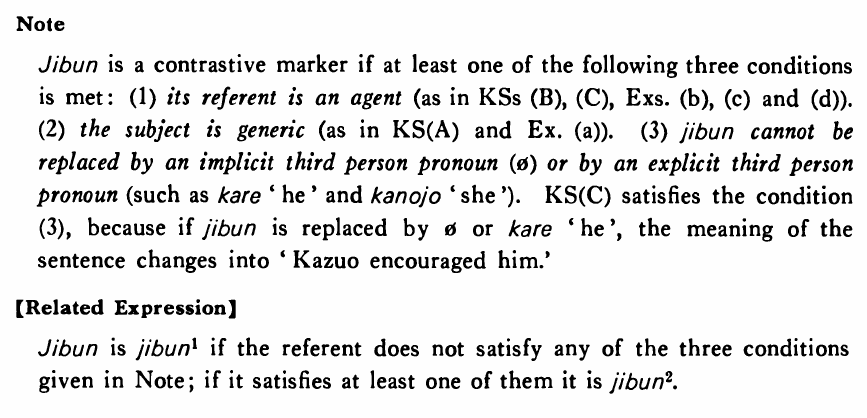 Note
Jibun is a contrastive marker if at least one of the following three conditions
is met: (1) its referent is an agent (as in KSs (B), (C), Exs. (b), (c) and (d)).
(2) the subject is generic (as in KS(A) and Ex. (a)). (3) jibun cannot be
replaced by an implicit third person pronoun (ø) or by an explicit third person
pronoun (such as kare ‘he’ and kanojo ‘she’). KS(C) satisfies the condition
(3), because if jibun is replaced by ø or kare ‘he’, the meaning of the
sentence changes into ‘Kazuo encouraged him.’
【Related Expression】
Jibun is jibun¹ if the referent does not satisfy any of the three conditions
given in Note; if it satisfies at least one of them it is jibun².